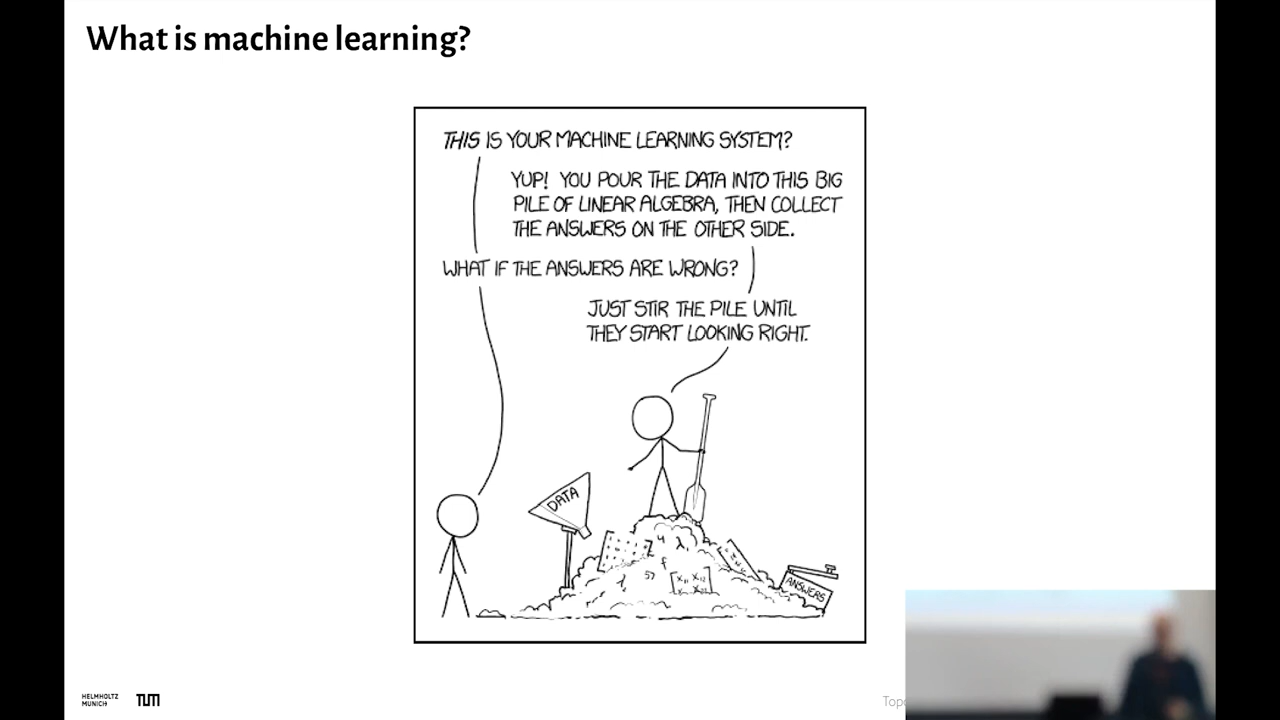 What is machine learning?
THIS IS YOUR MACHINE LEARNING SYSTEM?
YUP! YOU POUR THE DATA INTO THIS BIG
PILE OF LINEAR ALGEBRA, THEN COLLECT
THE ANSWERS ON THE OTHER SIDE.
WHAT IF THE ANSWERS ARE WRONG?
JUST STIR THE PILE UNTIL
THEY START LOOKING RIGHT.
DATA
ANSWERS
HELMHOLTZ
MUNICH
TUM